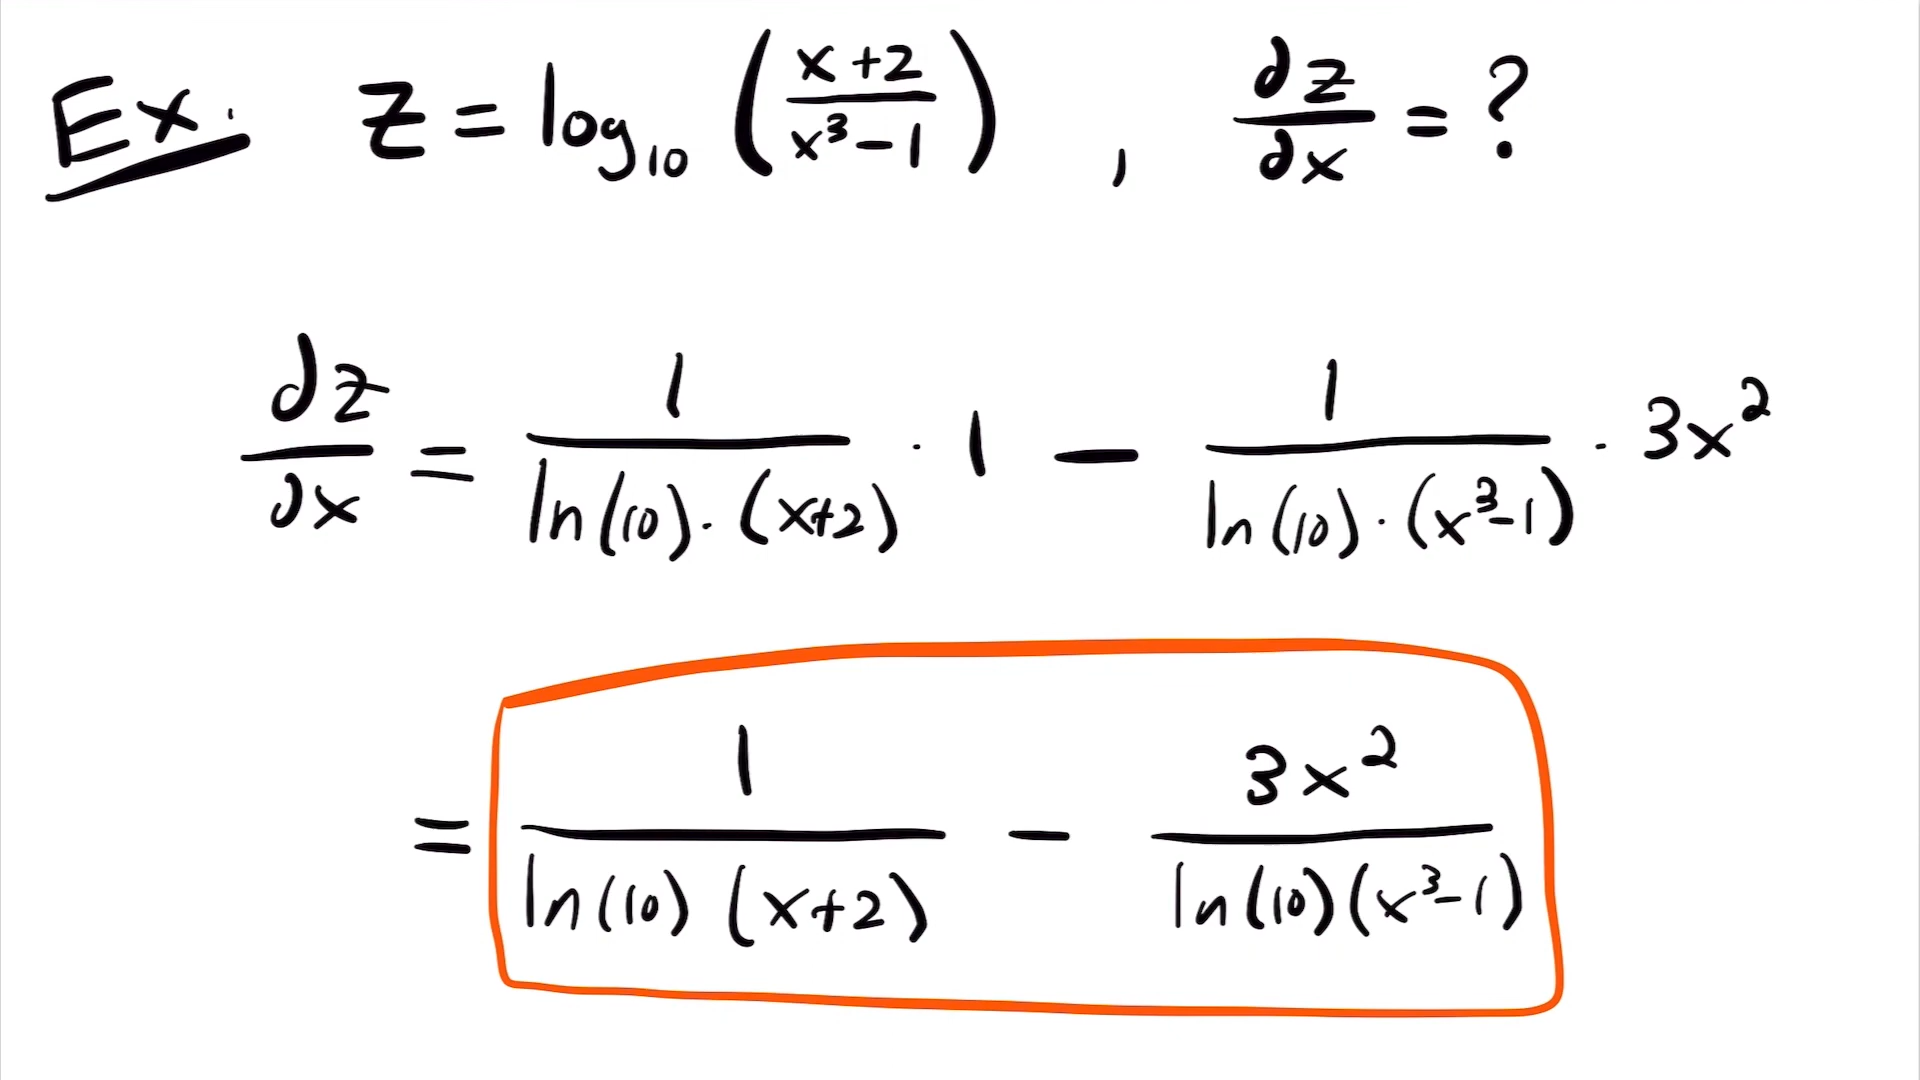 Ex. z = log₁₀ ((x+2)/(x³−1)) , ∂z/∂x = ?
∂z/∂x = 1/(ln(10)·(x+2)) · 1 − 1/(ln(10)·(x³−1)) · 3x²
= 1/(ln(10) (x+2)) − 3x²/(ln(10)(x³−1))